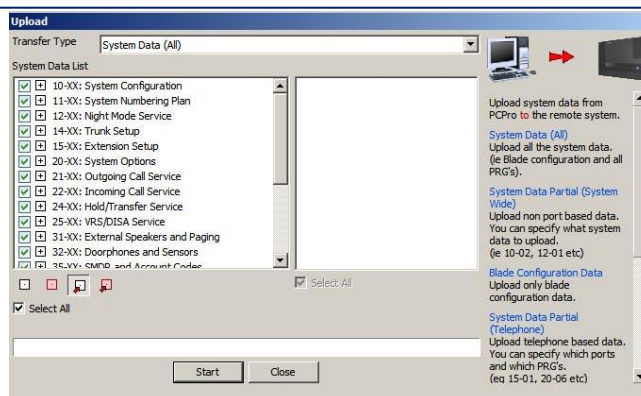 Upload
Transfer Type
System Data (All)
System Data List
10-XX: System Configuration
11-XX: System Numbering Plan
12-XX: Night Mode Service
14-XX: Trunk Setup
15-XX: Extension Setup
20-XX: System Options
21-XX: Outgoing Call Service
22-XX: Incoming Call Service
24-XX: Hold/Transfer Service
25-XX: VRS/DISA Service
31-XX: External Speakers and Paging
32-XX: Doorphones and Sensors
35-XX: SMDR and Account Codes
Select All
Select All
Start
Close
Upload system data from
PCPro to the remote system.
System Data (All)
Upload all the system data.
(ie Blade configuration and all
PRG's).
System Data Partial (System
Wide)
Upload non port based data.
You can specify what system
data to upload.
(ie 10-02, 12-01 etc)
Blade Configuration Data
Upload only blade
configuration data.
System Data Partial
(Telephone)
Upload telephone based data.
You can specify which ports
and which PRG's.
(eg 15-01, 20-06 etc)